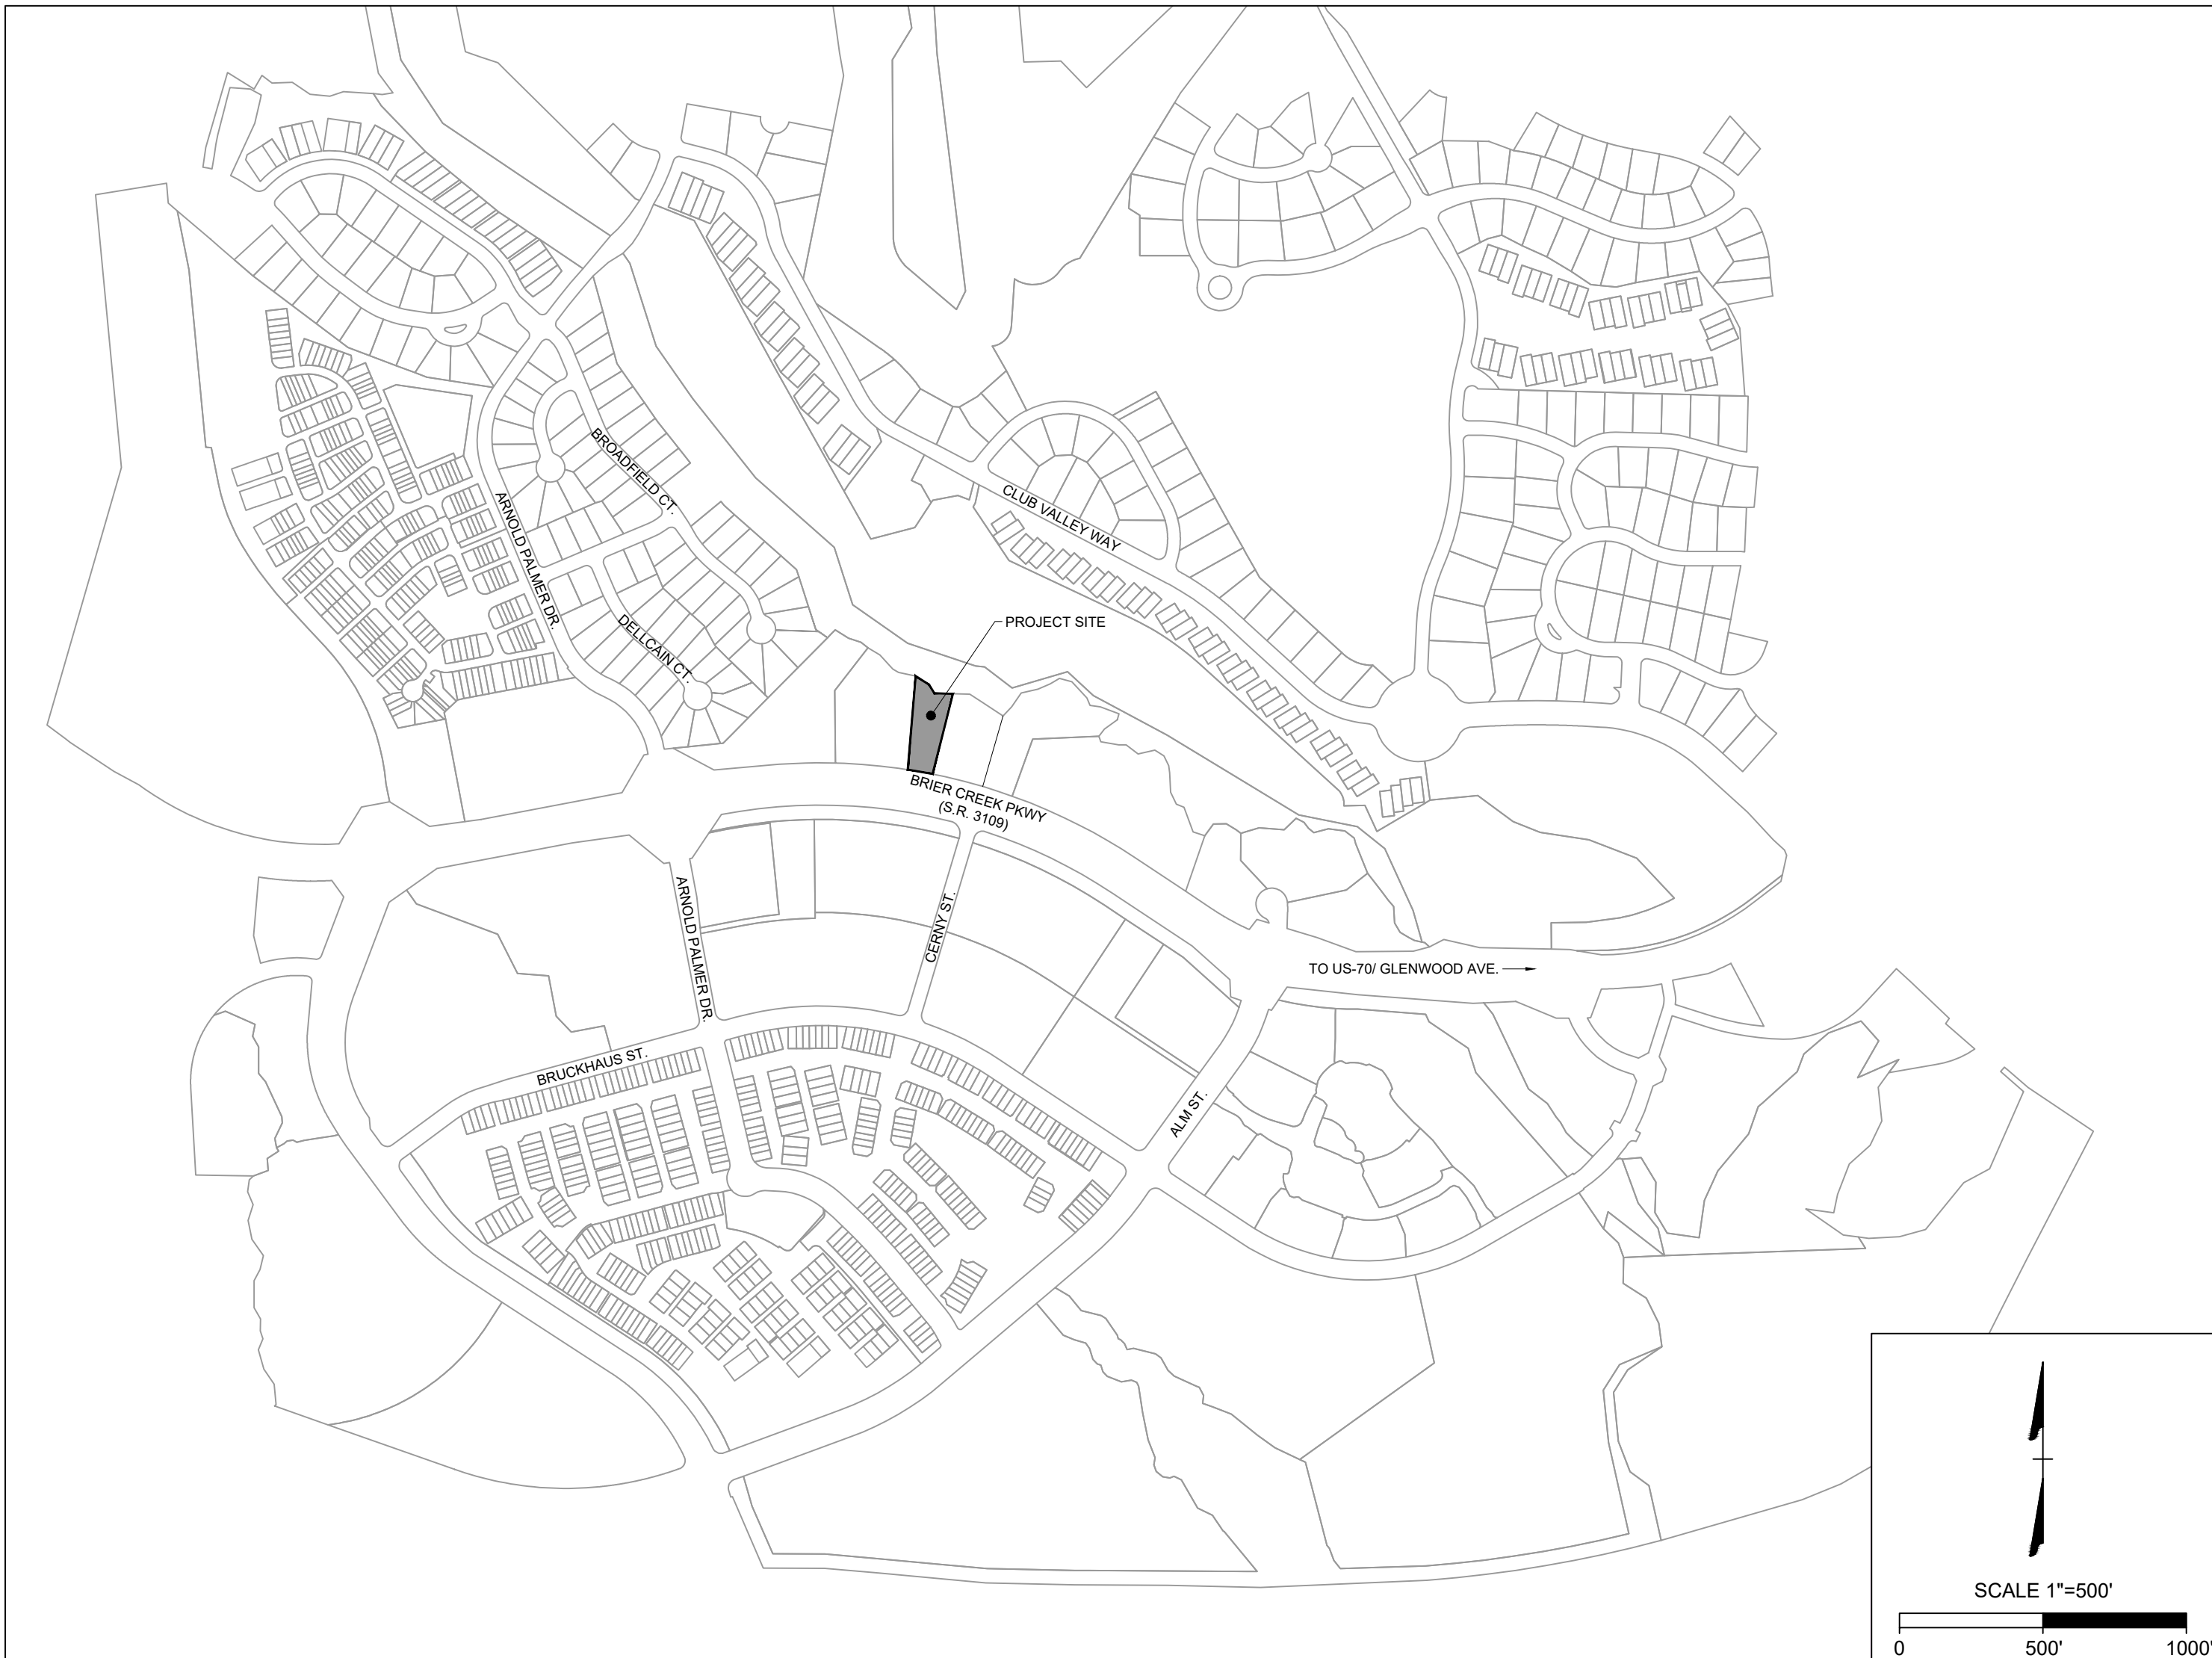 BROADFIELD CT.
CLUB VALLEY WAY
ARNOLD PALMER DR.
PROJECT SITE
DELLCAIN CT.
BRIER CREEK PKWY
(S.R. 3109)
ARNOLD PALMER DR.
CERNY ST.
TO US-70/ GLENWOOD AVE.
BRUCKHAUS ST.
ALM ST.
SCALE 1"=500'
0 500' 1000'